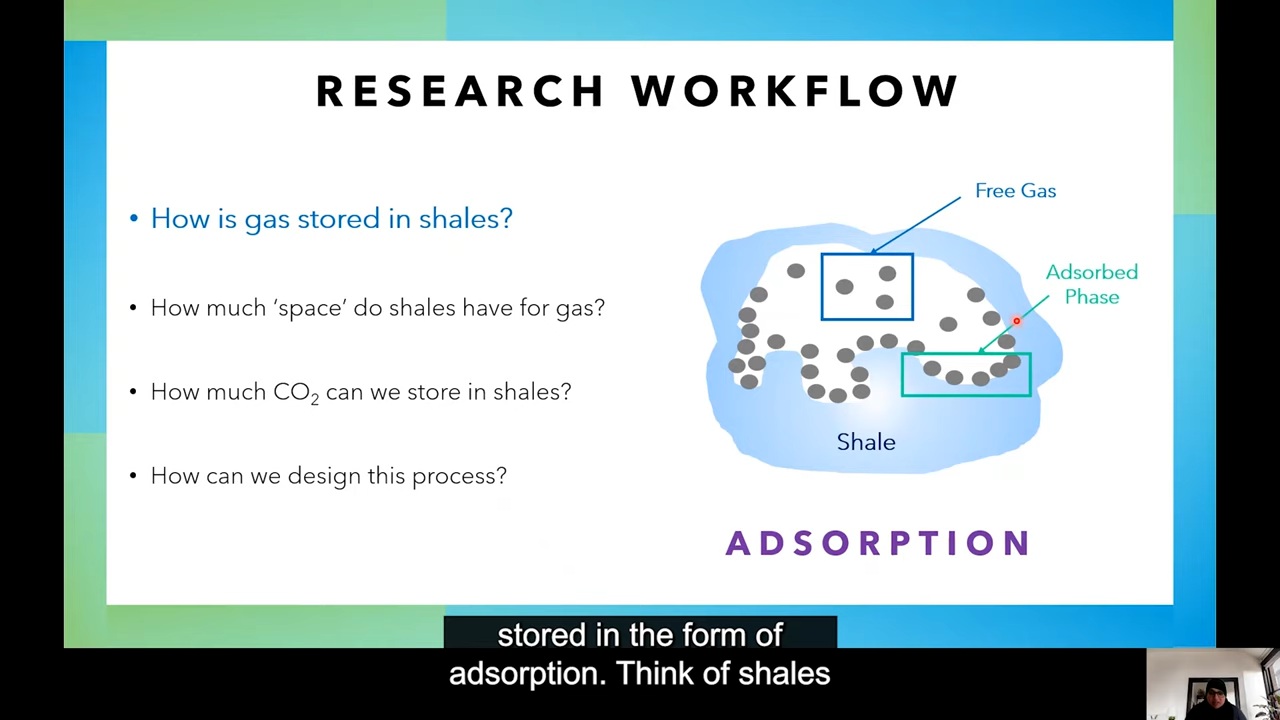 RESEARCH WORKFLOW
• How is gas stored in shales?
• How much ‘space’ do shales have for gas?
• How much CO₂ can we store in shales?
• How can we design this process?
Free Gas
Adsorbed
Phase
Shale
ADSORPTION
stored in the form of
adsorption. Think of shales